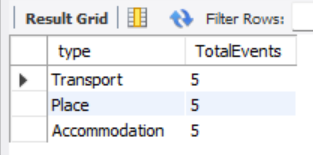 Result Grid Filter Rows:
type TotalEvents
Transport 5
Place 5
Accommodation 5